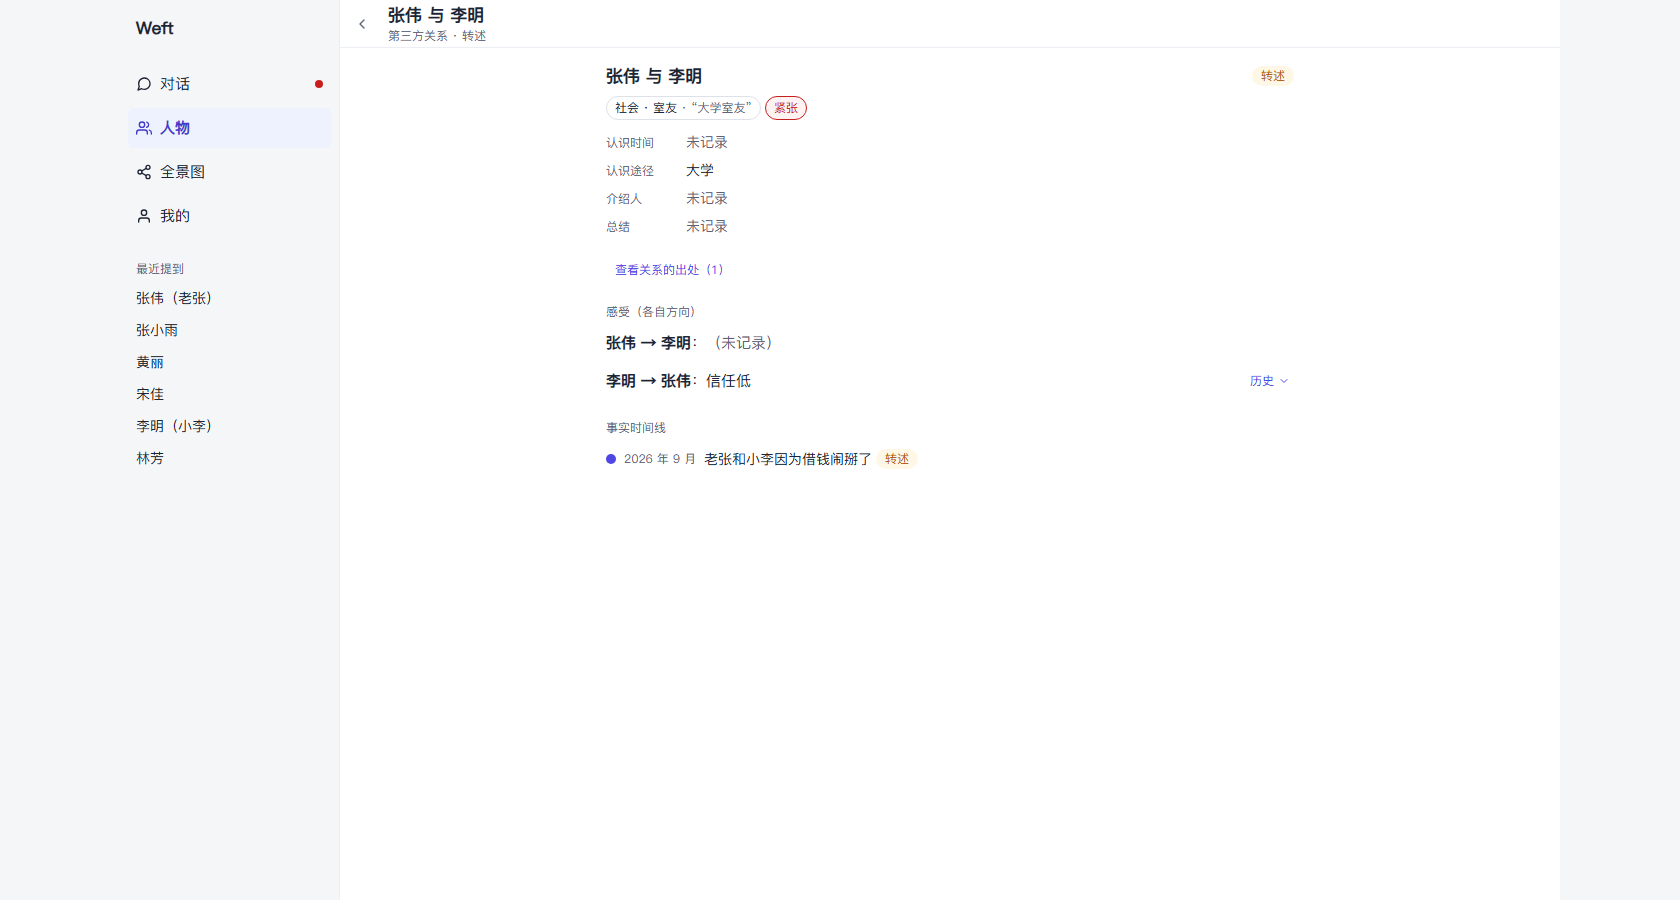 Weft
对话
人物
全景图
我的
最近提到
张伟（老张）
张小雨
黄丽
宋佳
李明（小李）
林芳
张伟 与 李明
第三方关系 · 转述
张伟 与 李明 转述
社会 · 室友 · “大学室友” 紧张
认识时间 未记录
认识途径 大学
介绍人 未记录
总结 未记录
查看关系的出处（1）
感受（各自方向）
张伟 → 李明：（未记录）
李明 → 张伟：信任低 历史
事实时间线
2026 年 9 月 老张和小李因为借钱闹掰了 转述